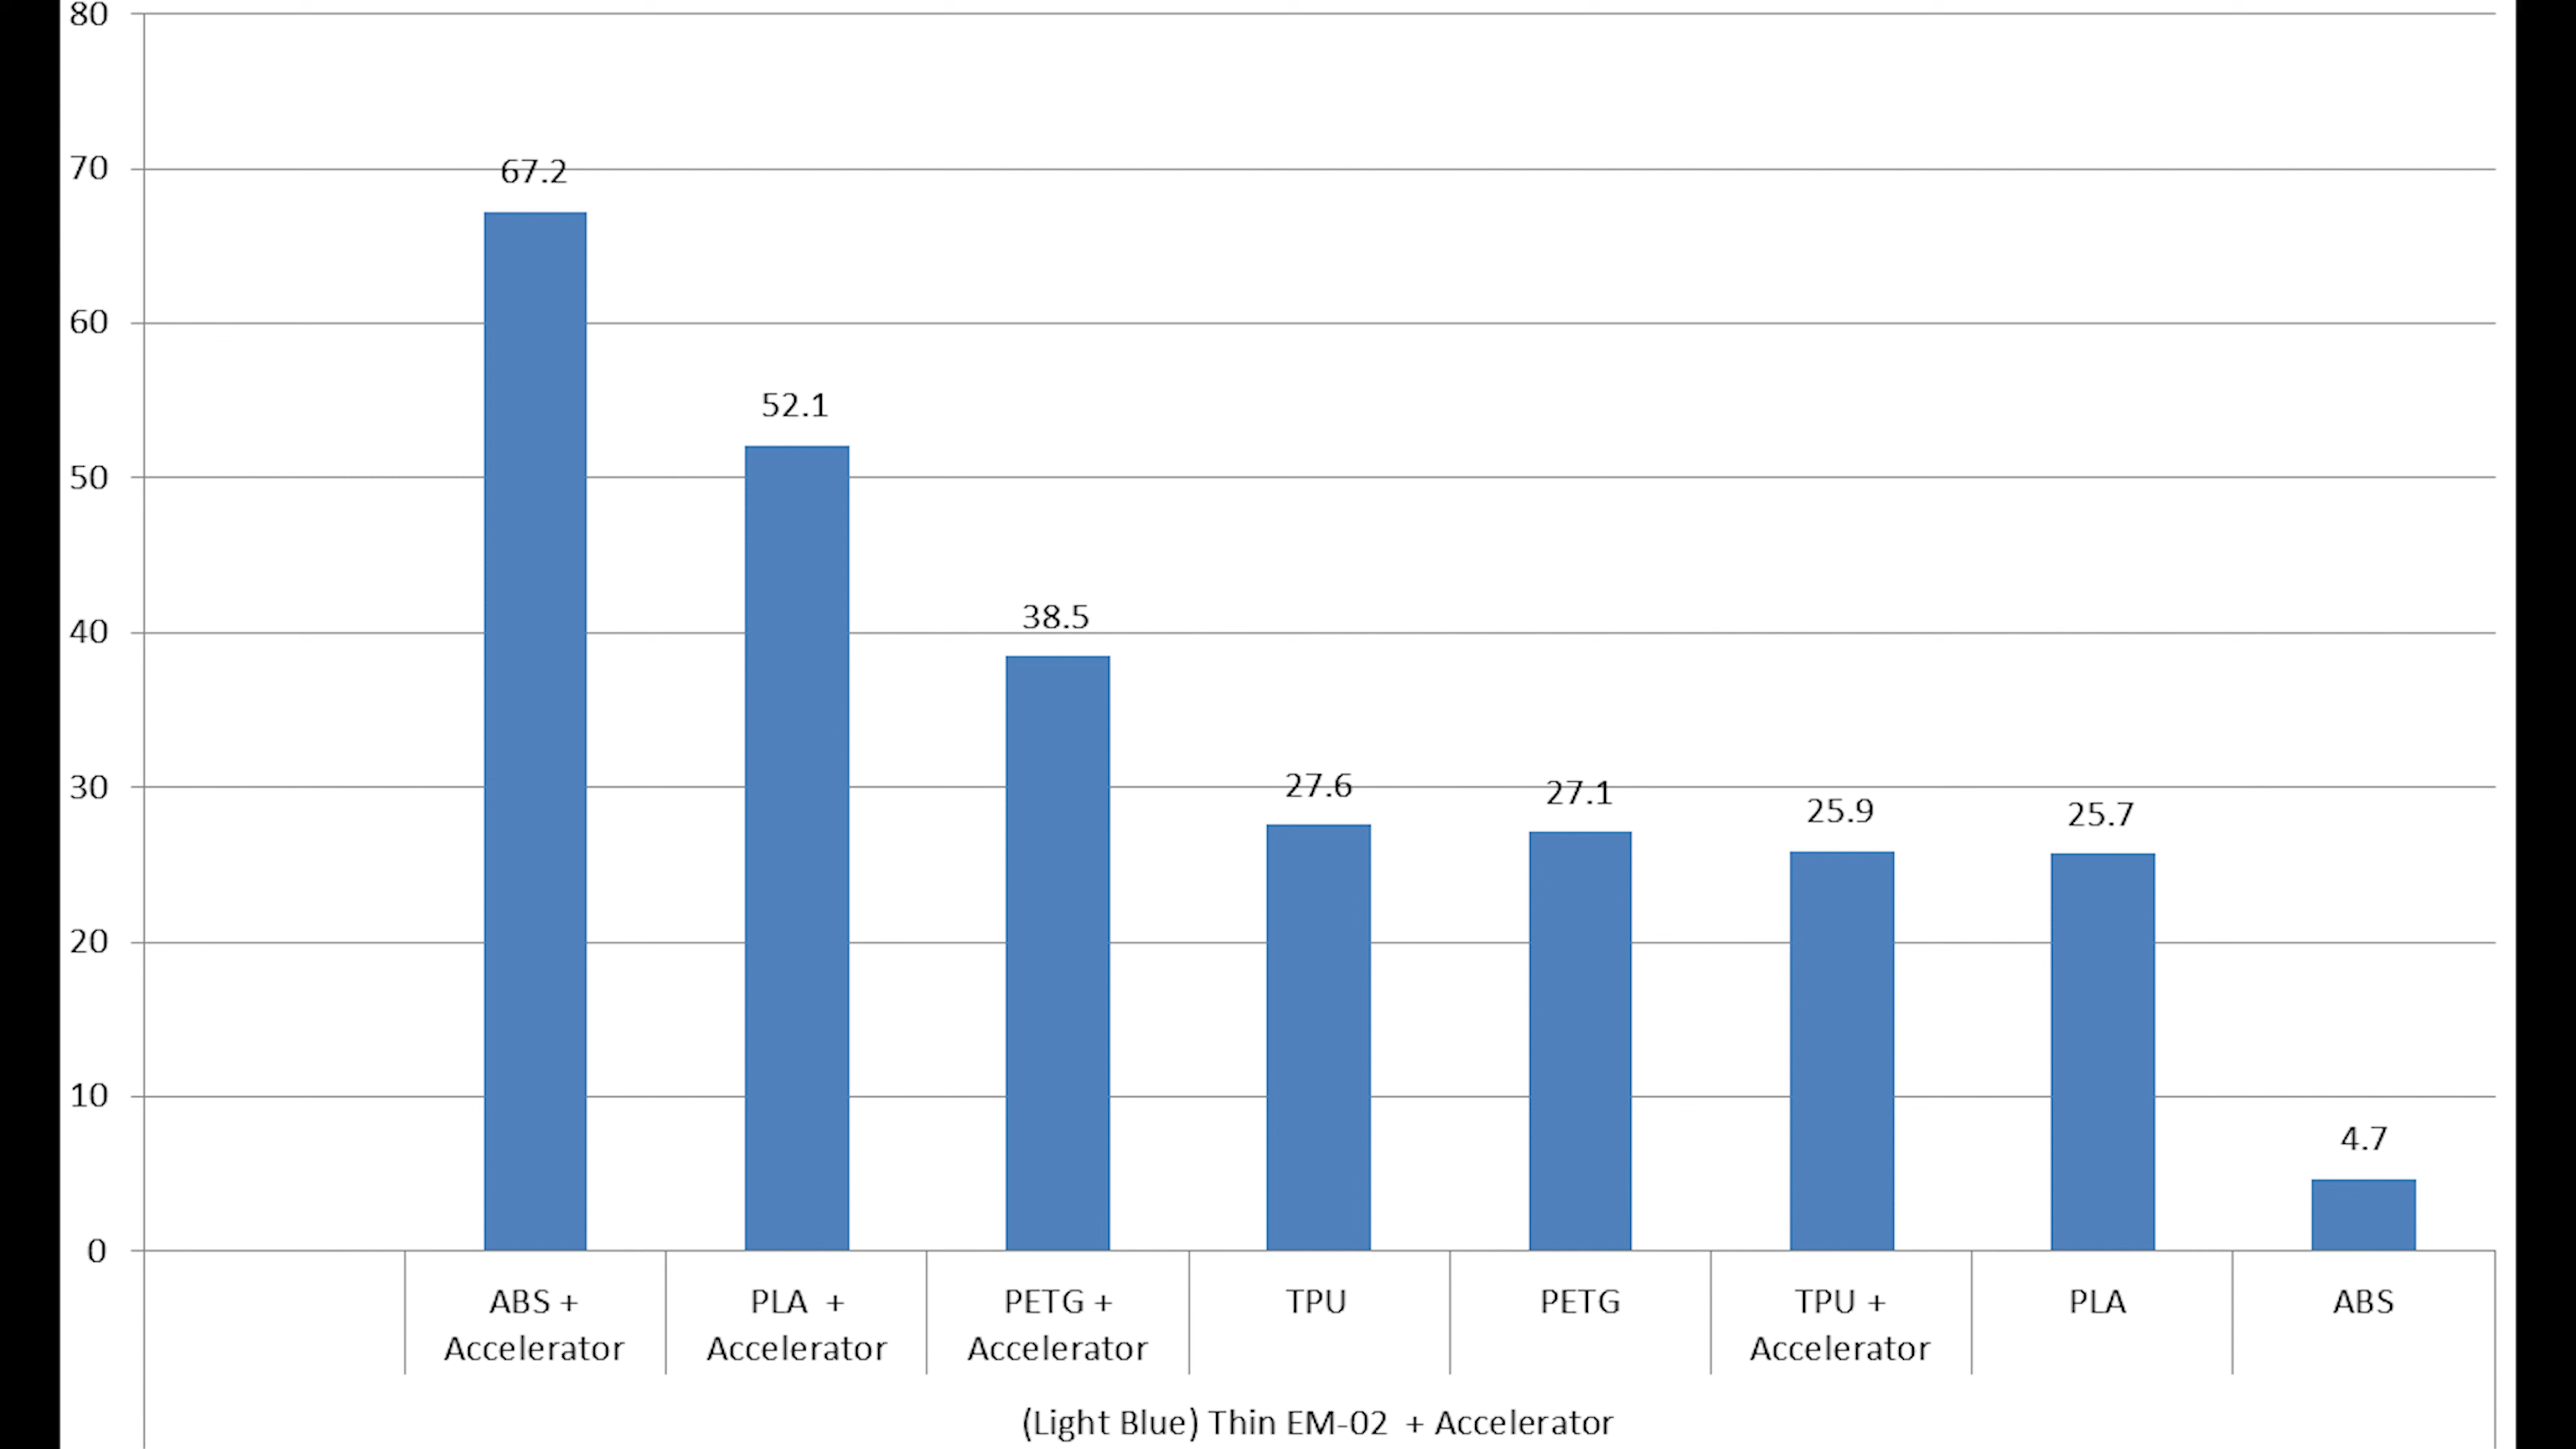 80
70
60
50
40
30
20
10
0
67.2
52.1
38.5
27.6
27.1
25.9
25.7
4.7
ABS +
Accelerator
PLA +
Accelerator
PETG +
Accelerator
TPU
PETG
TPU +
Accelerator
PLA
ABS
(Light Blue) Thin EM-02 + Accelerator